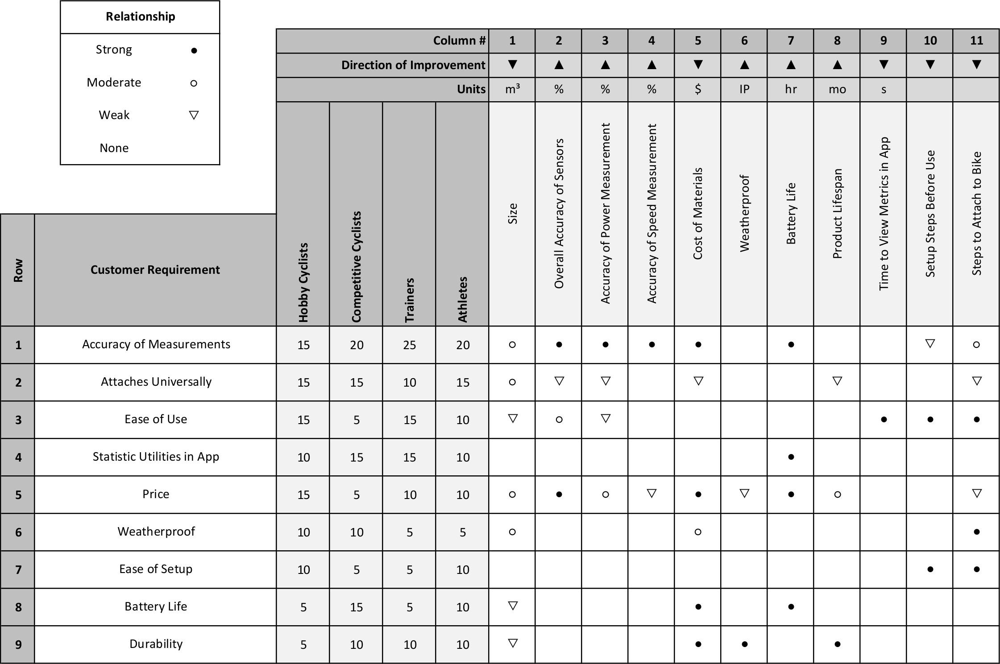 Relationship
Strong ●
Moderate ○
Weak ▽
None
Column # 1 2 3 4 5 6 7 8 9 10 11
Direction of Improvement ▼ ▲ ▲ ▲ ▼ ▲ ▲ ▲ ▼ ▼ ▼
Units m³ % % % $ IP hr mo s
Row
Customer Requirement
Hobby Cyclists
Competitive Cyclists
Trainers
Athletes
Size
Overall Accuracy of Sensors
Accuracy of Power Measurement
Accuracy of Speed Measurement
Cost of Materials
Weatherproof
Battery Life
Product Lifespan
Time to View Metrics in App
Setup Steps Before Use
Steps to Attach to Bike
1 Accuracy of Measurements 15 20 25 20 ○ ● ● ● ● ● ▽ ○
2 Attaches Universally 15 15 10 15 ○ ▽ ▽ ▽ ▽ ▽
3 Ease of Use 15 5 15 10 ▽ ○ ▽ ● ● ●
4 Statistic Utilities in App 10 15 15 10 ●
5 Price 15 5 10 10 ○ ● ○ ▽ ● ▽ ● ○ ▽
6 Weatherproof 10 10 5 5 ○ ○ ●
7 Ease of Setup 10 5 5 10 ● ●
8 Battery Life 5 15 5 10 ▽ ● ●
9 Durability 5 10 10 10 ▽ ● ● ●